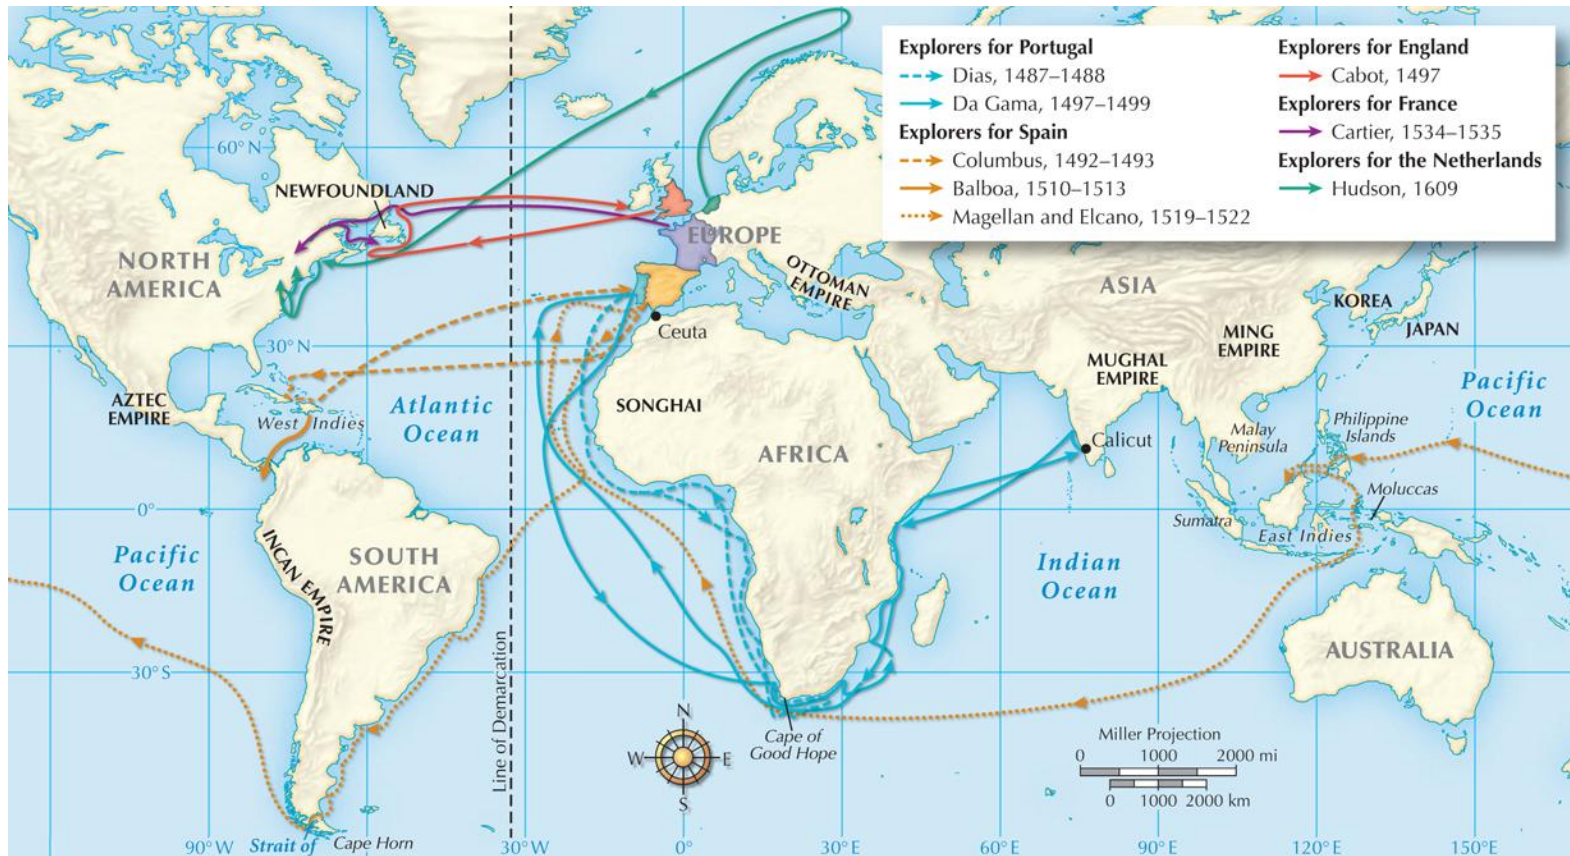 Explorers for Portugal
Dias, 1487–1488
Da Gama, 1497–1499
Explorers for Spain
Columbus, 1492–1493
Balboa, 1510–1513
Magellan and Elcano, 1519–1522
Explorers for England
Cabot, 1497
Explorers for France
Cartier, 1534–1535
Explorers for the Netherlands
Hudson, 1609
60°N
NEWFOUNDLAND
NORTH
AMERICA
EUROPE
OTTOMAN
EMPIRE
ASIA
KOREA
JAPAN
MING
EMPIRE
MUGHAL
EMPIRE
Ceuta
30°N
AZTEC
EMPIRE
West Indies
Atlantic
Ocean
SONGHAI
AFRICA
Calicut
Malay
Peninsula
Philippine
Islands
Pacific
Ocean
Moluccas
Sumatra
East Indies
0°
Pacific
Ocean
INCAN EMPIRE
SOUTH
AMERICA
Indian
Ocean
AUSTRALIA
30°S
Line of Demarcation
Cape of
Good Hope
N
W
E
S
Miller Projection
0 1000 2000 mi
0 1000 2000 km
90°W
Strait of
Cape Horn
30°W
0°
30°E
60°E
90°E
120°E
150°E